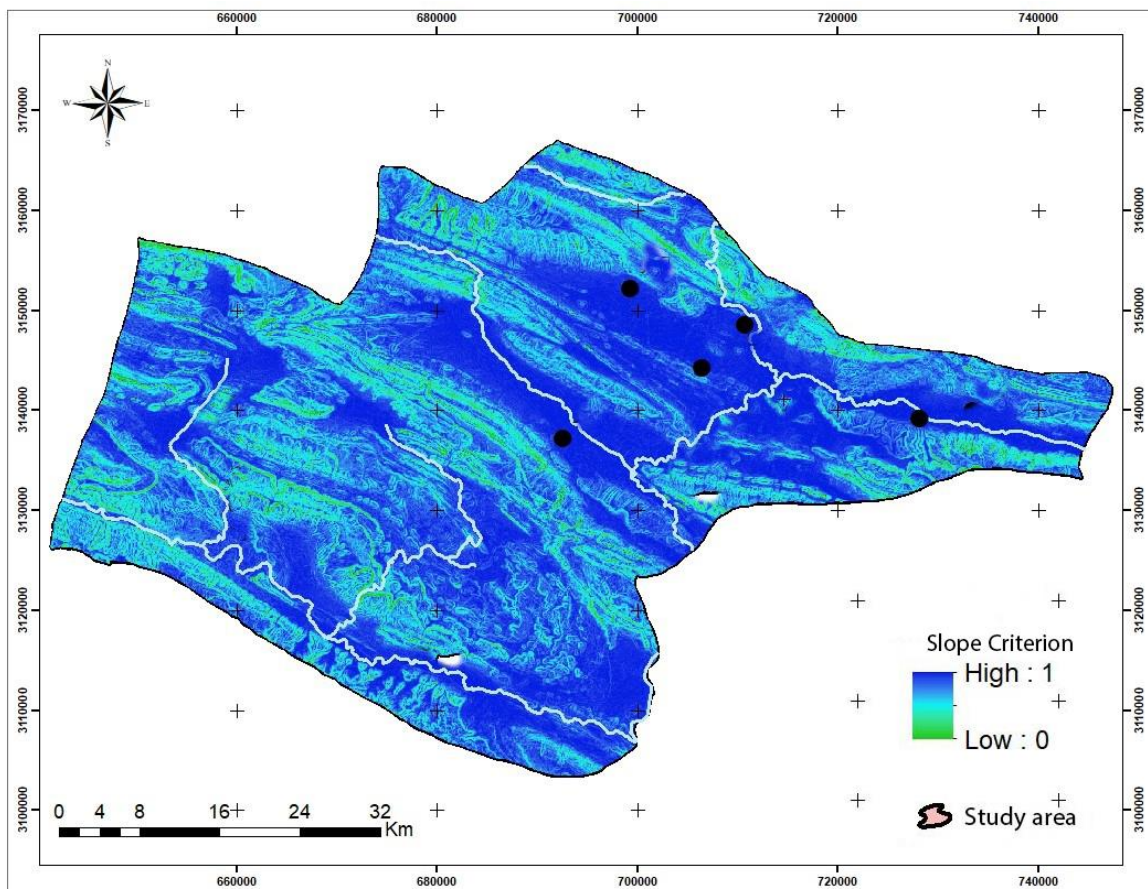 660000 680000 700000 720000 740000
N
W E
S
3170000 3170000
3160000 3160000
3150000 3150000
3140000 3140000
3130000 3130000
3120000 3120000
Slope Criterion
High : 1
Low : 0
3110000 3110000
3100000 3100000
0 4 8 16 24 32
Km
Study area
660000 680000 700000 720000 740000